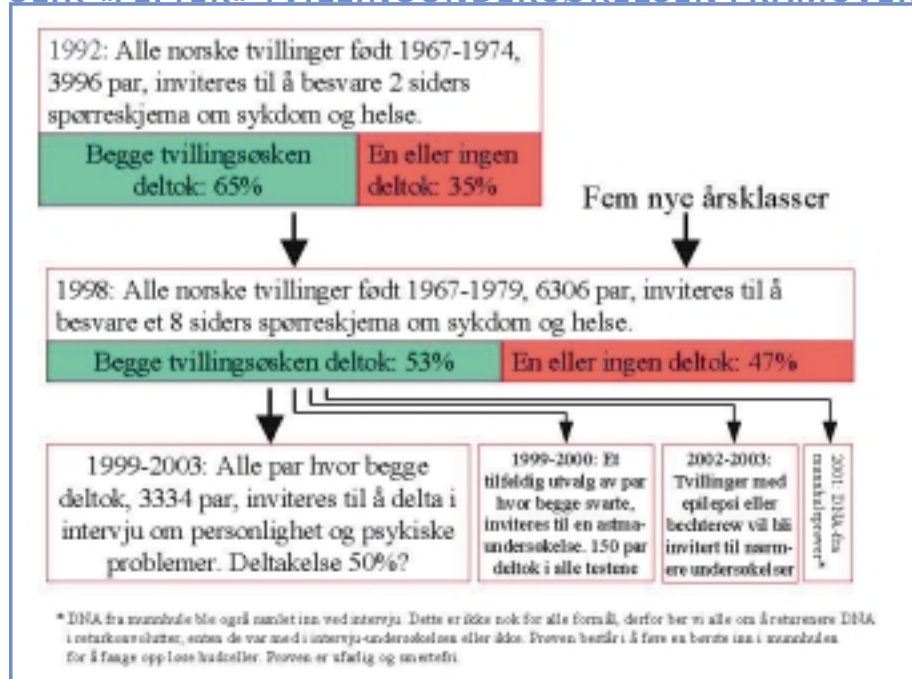 1992: Alle norske tvillinger født 1967-1974,
3996 par, inviteres til å besvare 2 siders
spørreskjema om sykdom og helse.
Begge tvillingsøsken
deltok: 65%
En eller ingen
deltok: 35%
Fem nye årsklasser
1998: Alle norske tvillinger født 1967-1979, 6306 par, inviteres til å
besvare et 8 siders spørreskjema om sykdom og helse.
Begge tvillingsøsken deltok: 53%
En eller ingen deltok: 47%
1999-2003: Alle par hvor begge
deltok, 3334 par, inviteres til å delta i
intervju om personlighet og psykiske
problemer. Deltakelse 50%?
1999-2000: Et
tilfeldig utvalg av par
hvor begge svarte,
inviteres til en astma-
undersøkelse. 150 par
deltok i alle testene
2002-2003:
Tvillinger med
epilepsi eller
bechterew vil bli
invitert til nærm-
ere undersøkelser
2001: DNA-fra
munnhuleprøver*
* DNA fra munnhule ble også samlet inn ved intervju. Dette er ikke nok for alle formål, derfor ber vi alle om å returnere DNA
i returkonvolutter, enten de var med i intervju-undersøkelsen eller ikke. Prøven består i å føre en børste inn i munnhulen
for å fange opp løse hudceller. Prøven er ufarlig og smertefri.